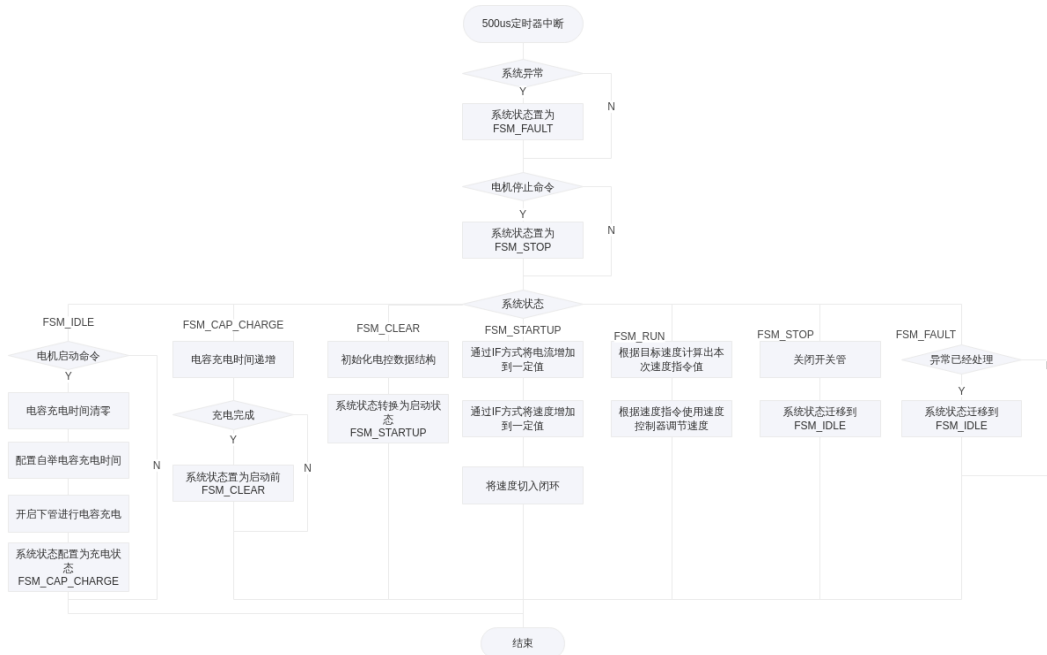 500us定时器中断
系统异常
Y
N
系统状态置为
FSM_FAULT
电机停止命令
Y
N
系统状态置为
FSM_STOP
系统状态
FSM_IDLE
电机启动命令
Y
电容充电时间清零
配置自举电容充电时间
N
开启下管进行电容充电
系统状态配置为充电状
态
FSM_CAP_CHARGE
FSM_CAP_CHARGE
电容充电时间递增
充电完成
Y
N
系统状态置为启动前
FSM_CLEAR
FSM_CLEAR
初始化电控数据结构
系统状态转换为启动状
态
FSM_STARTUP
FSM_STARTUP
通过IF方式将电流增加
到一定值
通过IF方式将速度增加
到一定值
将速度切入闭环
FSM_RUN
根据目标速度计算出本
次速度指令值
根据速度指令使用速度
控制器调节速度
FSM_STOP
关闭开关管
系统状态迁移到
FSM_IDLE
FSM_FAULT
异常已经处理
Y
系统状态迁移到
FSM_IDLE
结束